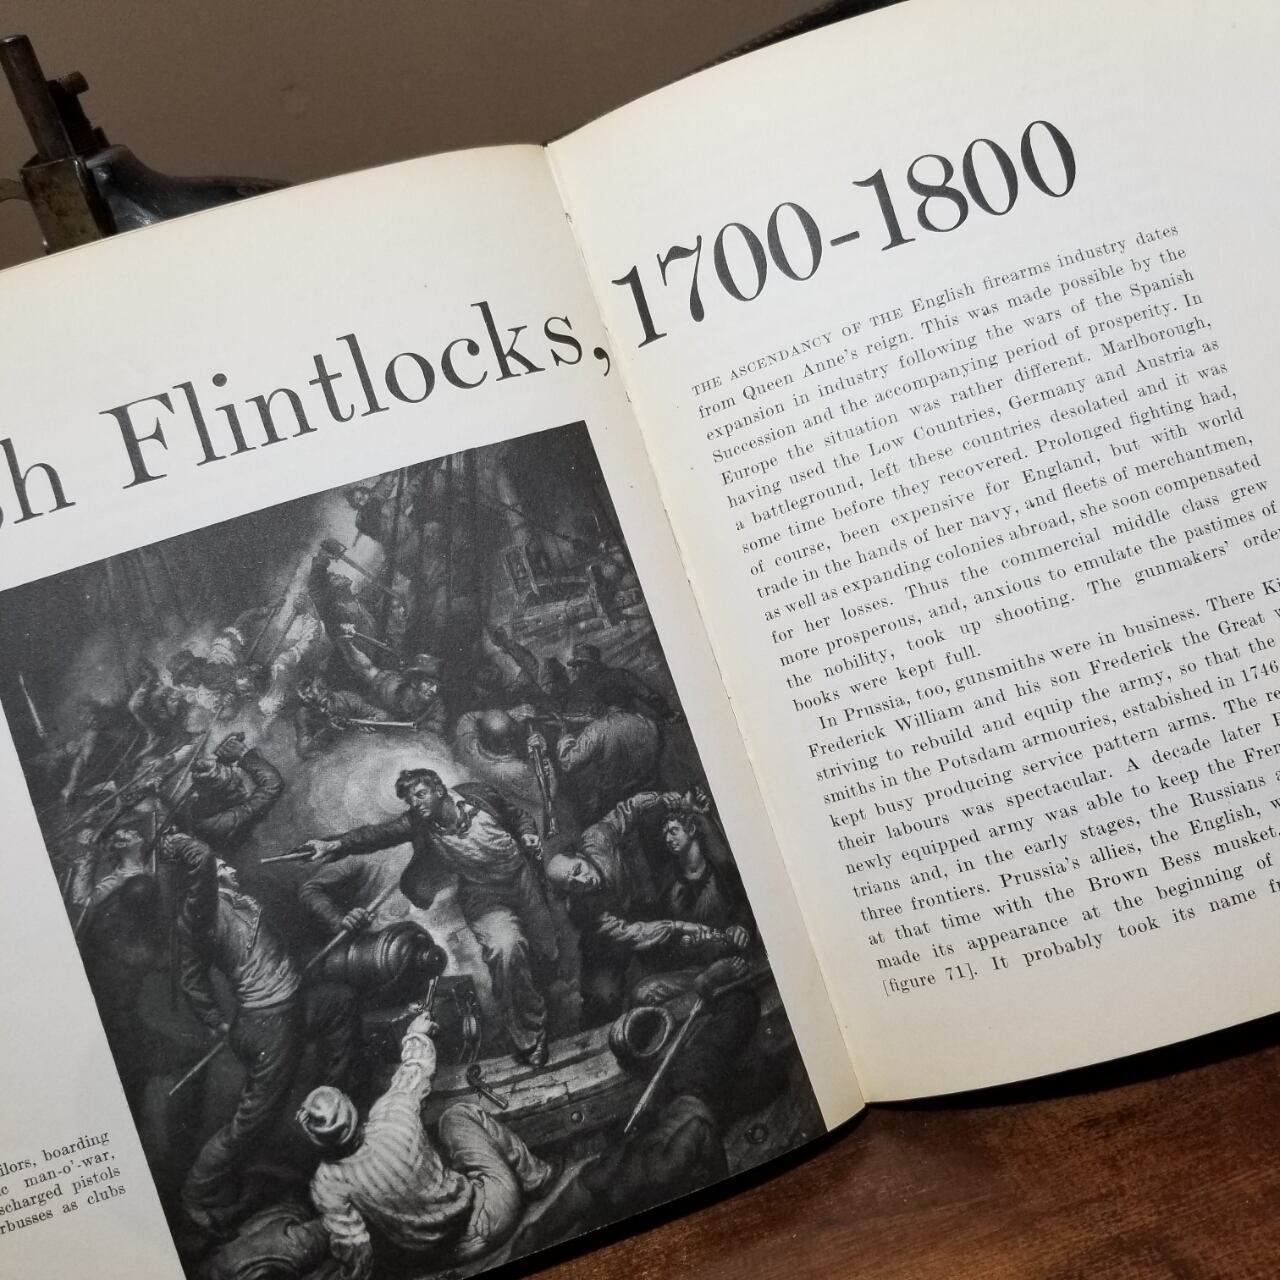 Flintlocks, 1700-1800
THE ASCENDANCY OF THE English firearms industry dates
from Queen Anne's reign. This was made possible by the
expansion in industry following the wars of the Spanish
Succession and the accompanying period of prosperity. In
Europe the situation was rather different. Marlborough,
having used the Low Countries, Germany and Austria as
a battleground, left these countries desolated and it was
some time before they recovered. Prolonged fighting had,
of course, been expensive for England, but with world
trade in the hands of her navy, and fleets of merchantmen,
as well as expanding colonies abroad, she soon compensated
for her losses. Thus the commercial middle class grew
more prosperous, and, anxious to emulate the pastimes of
the nobility, took up shooting. The gunmakers' order
books were kept full.
In Prussia, too, gunsmiths were in business. There Ki
Frederick William and his son Frederick the Great
striving to rebuild and equip the army, so that the
smiths in the Potsdam armouries, estabished in 1746
kept busy producing service pattern arms. The re
their labours was spectacular. A decade later
newly equipped army was able to keep the Fren
trians and, in the early stages, the Russians a
three frontiers. Prussia's allies, the English, w
at that time with the Brown Bess musket,
made its appearance at the beginning of
[figure 71]. It probably took its name fr
ilors, boarding
c man-o'-war,
scharged pistols
rbusses as clubs